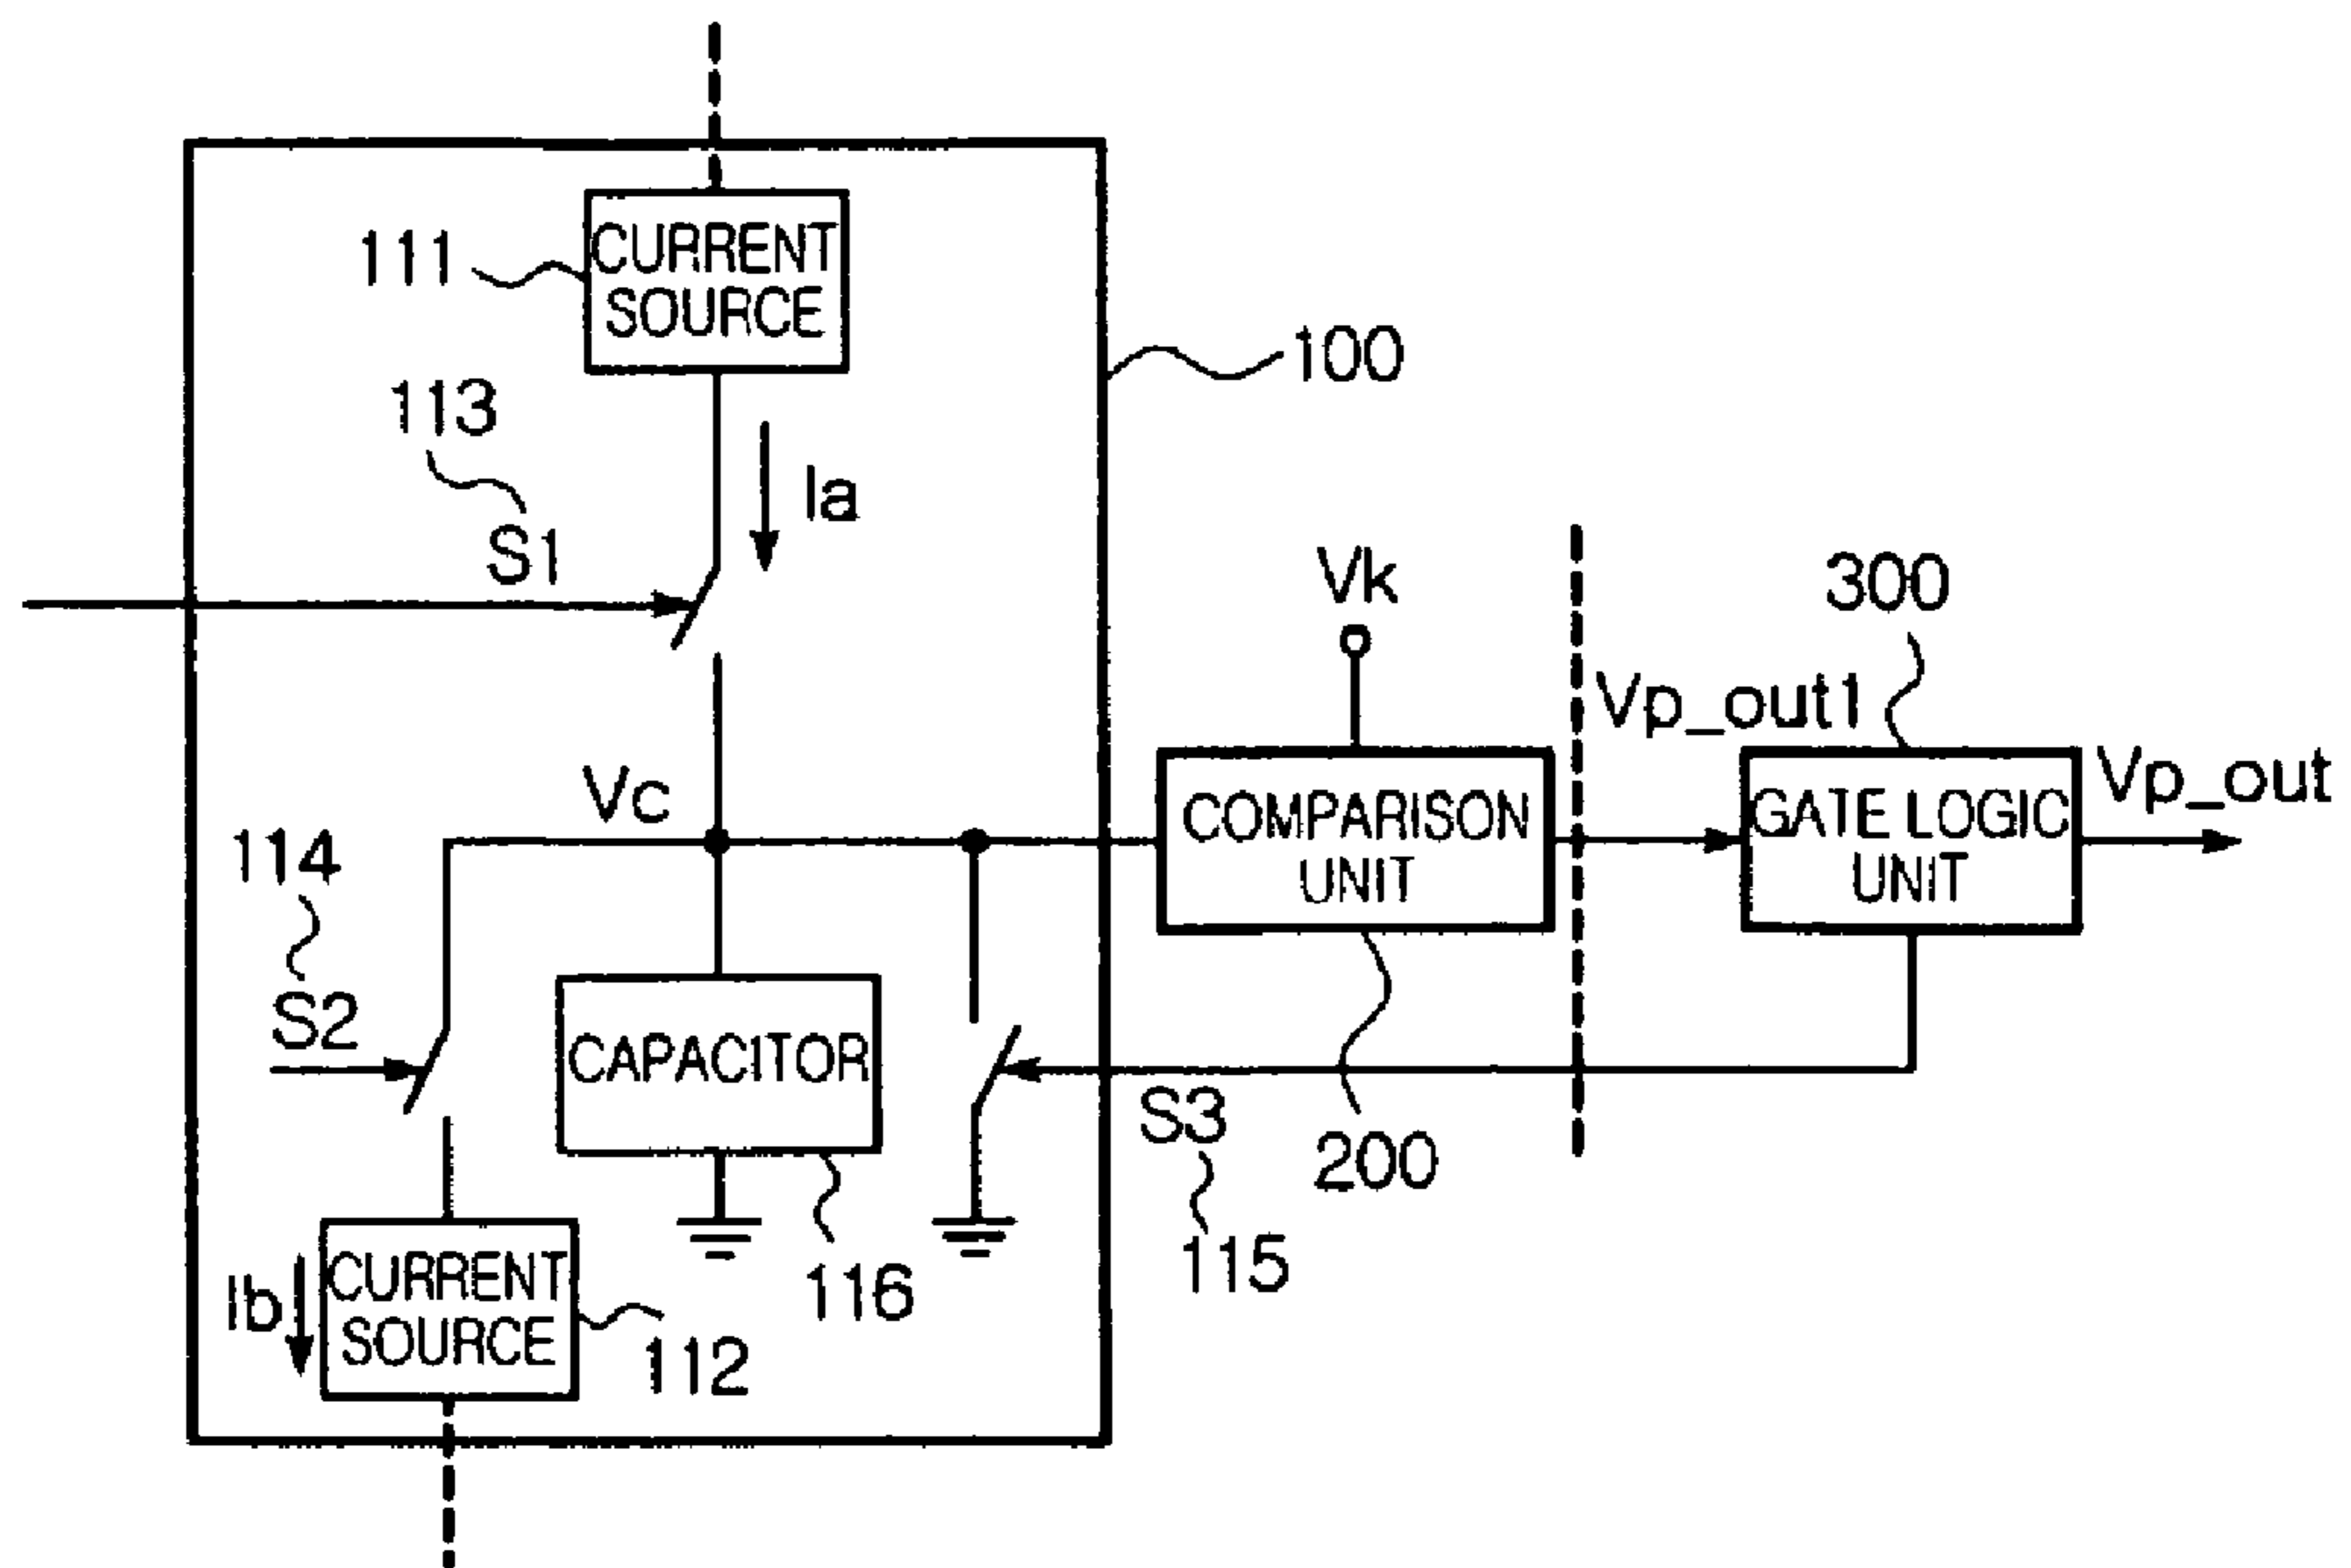 CURRENT
SOURCE
111
100
113
Ia
S1
Vk
300
Vp_out1
Vc
COMPARISON
UNIT
GATE LOGIC
UNIT
Vp_out
114
S2
CAPACITOR
S3
200
115
116
Ib
CURRENT
SOURCE
112